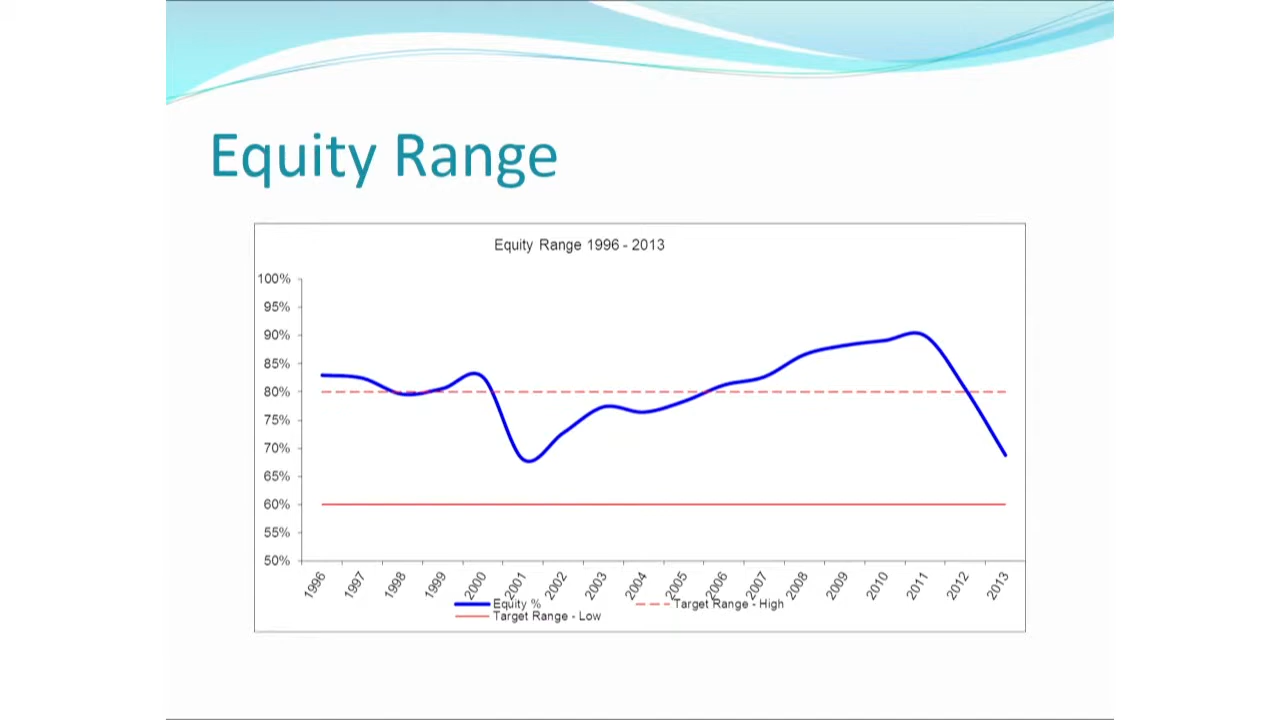 Equity Range
Equity Range 1996 - 2013
100%
95%
90%
85%
80%
75%
70%
65%
60%
55%
50%
1996 1997 1998 1999 2000 2001 2002 2003 2004 2005 2006 2007 2008 2009 2010 2011 2012 2013
Equity % Target Range - High
Target Range - Low